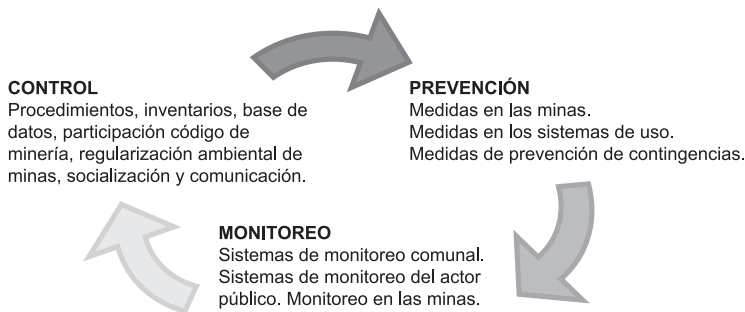 CONTROL
Procedimientos, inventarios, base de
datos, participación código de
minería, regularización ambiental de
minas, socialización y comunicación.
PREVENCIÓN
Medidas en las minas.
Medidas en los sistemas de uso.
Medidas de prevención de contingencias.
MONITOREO
Sistemas de monitoreo comunal.
Sistemas de monitoreo del actor
público. Monitoreo en las minas.